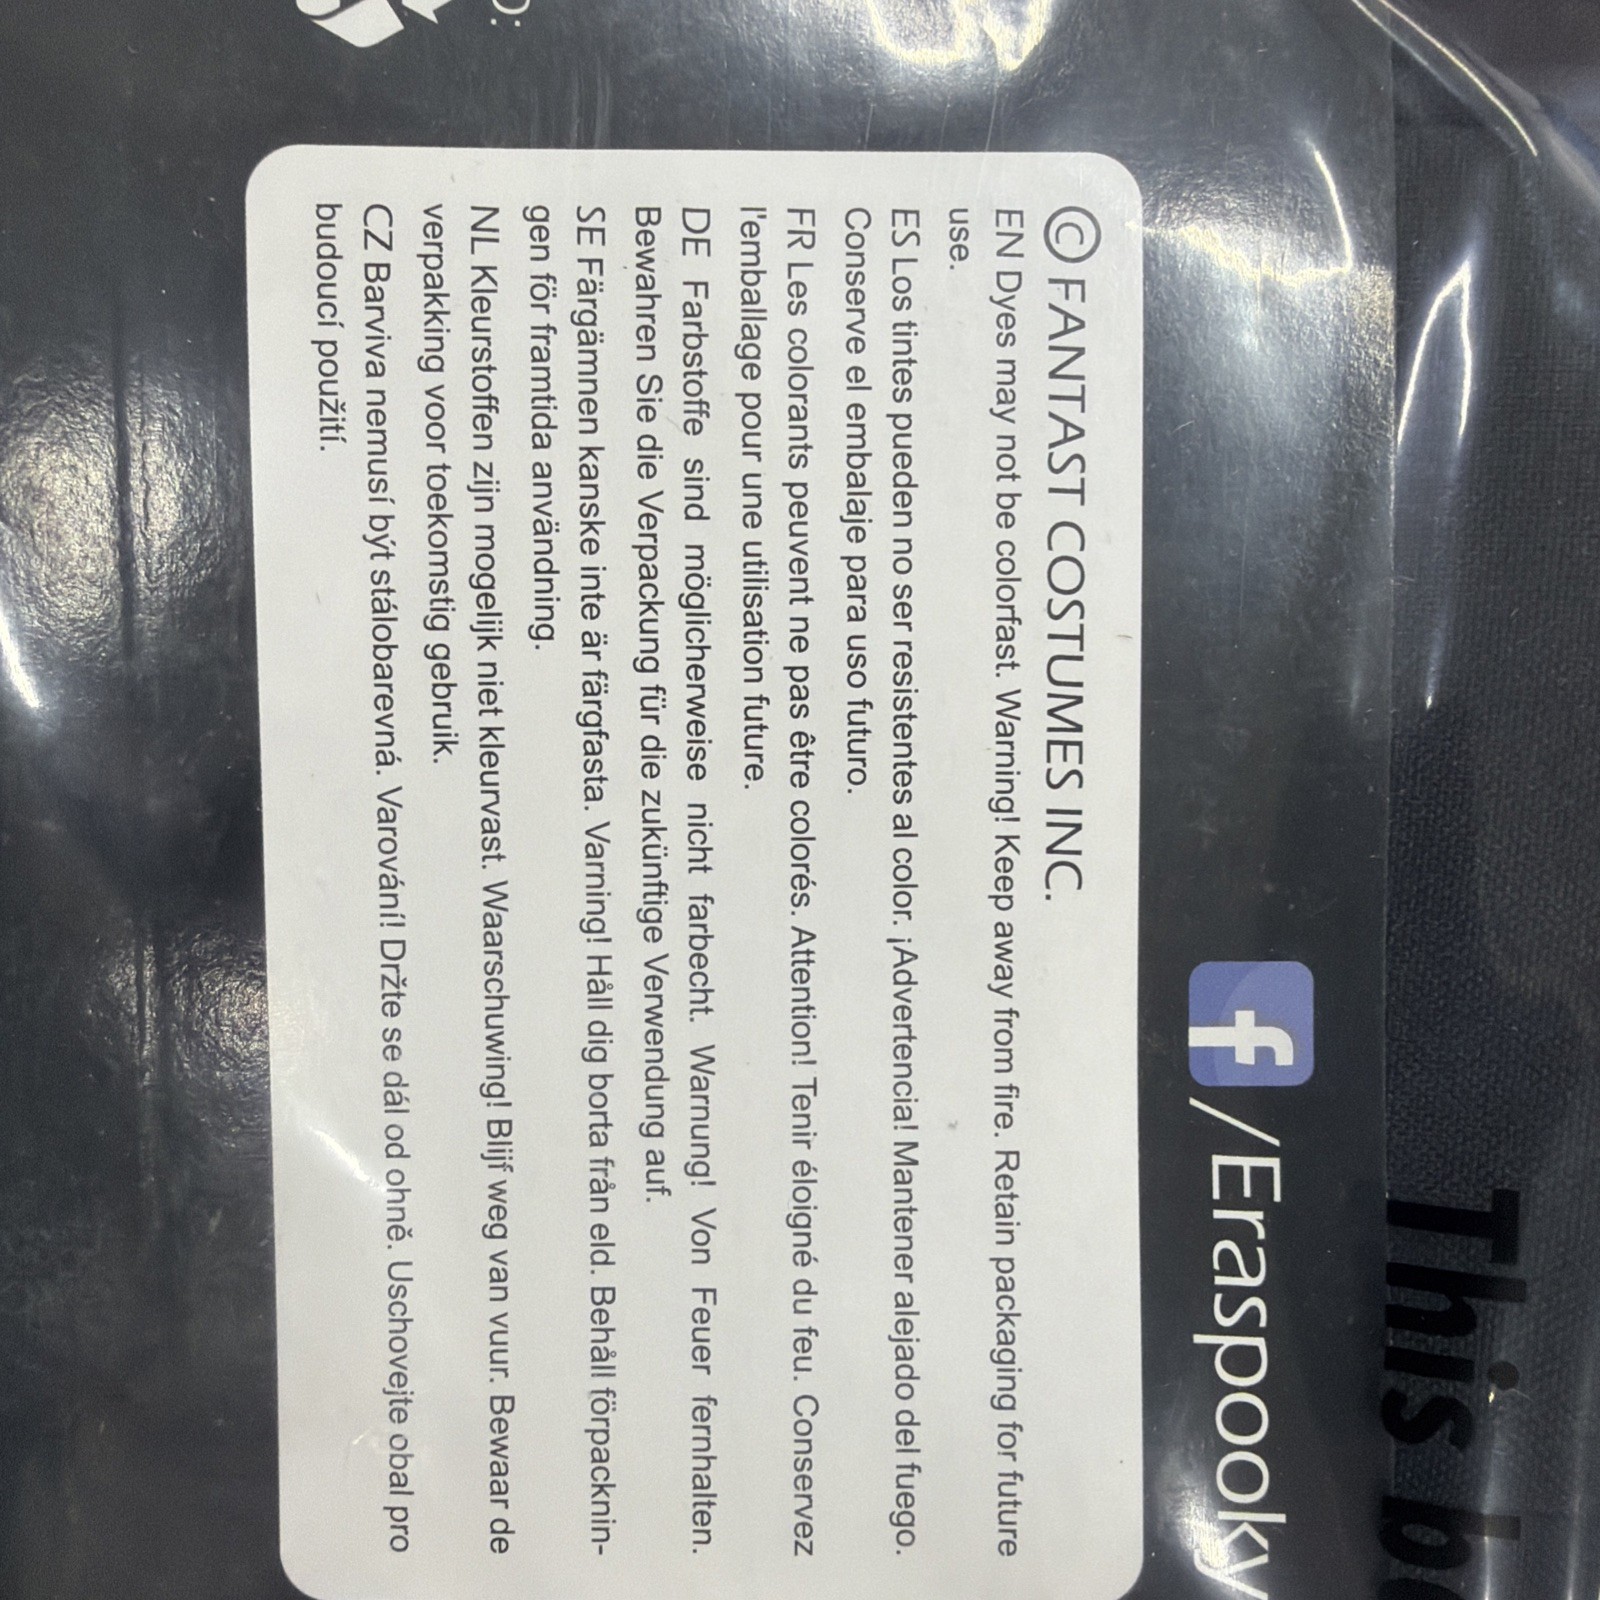 This
/Eraspooky
© FANTAST COSTUMES INC.
EN Dyes may not be colorfast. Warning! Keep away from fire. Retain packaging for future
use.
ES Los tintes pueden no ser resistentes al color. ¡Advertencia! Mantener alejado del fuego.
Conserve el embalaje para uso futuro.
FR Les colorants peuvent ne pas être colorés. Attention! Tenir éloigné du feu. Conservez
l'emballage pour une utilisation future.
DE Farbstoffe sind möglicherweise nicht farbecht. Warnung! Von Feuer fernhalten.
Bewahren Sie die Verpackung für die zukünftige Verwendung auf.
SE Färgämnen kanske inte är färgfasta. Varning! Håll dig borta från eld. Behåll förpacknin-
gen för framtida användning.
NL Kleurstoffen zijn mogelijk niet kleurvast. Waarschuwing! Blijf weg van vuur. Bewaar de
verpakking voor toekomstig gebruik.
CZ Barviva nemusí být stálobarevná. Varování! Držte se dál od ohně. Uschovejte obal pro
budoucí použití.